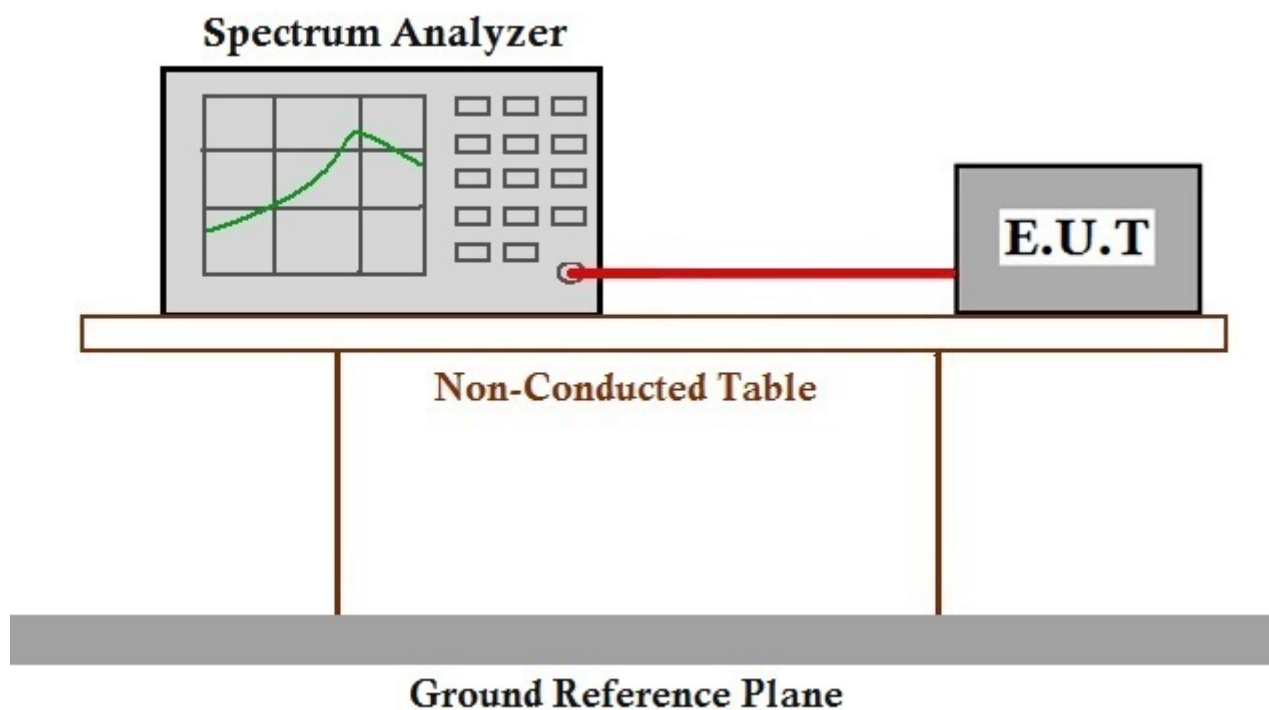 Spectrum Analyzer
E.U.T
Non-Conducted Table
Ground Reference Plane